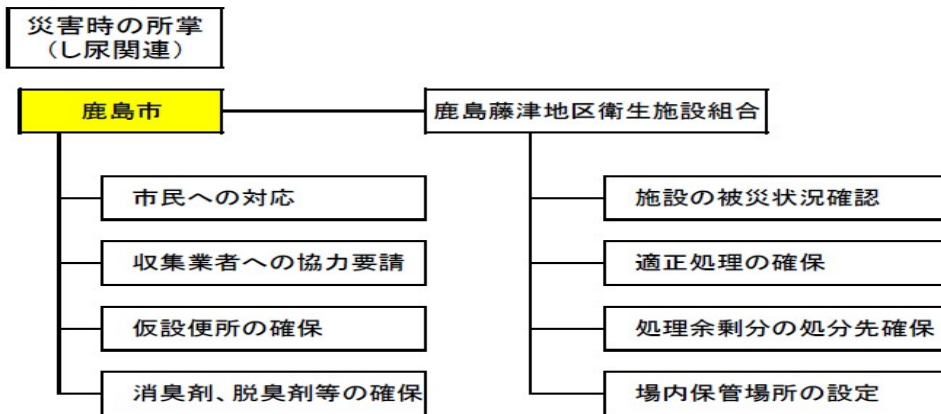 災害時の所掌
（し尿関連）
鹿島市
鹿島藤津地区衛生施設組合
市民への対応
収集業者への協力要請
仮設便所の確保
消臭剤、脱臭剤等の確保
施設の被災状況確認
適正処理の確保
処理余剰分の処分先確保
場内保管場所の設定